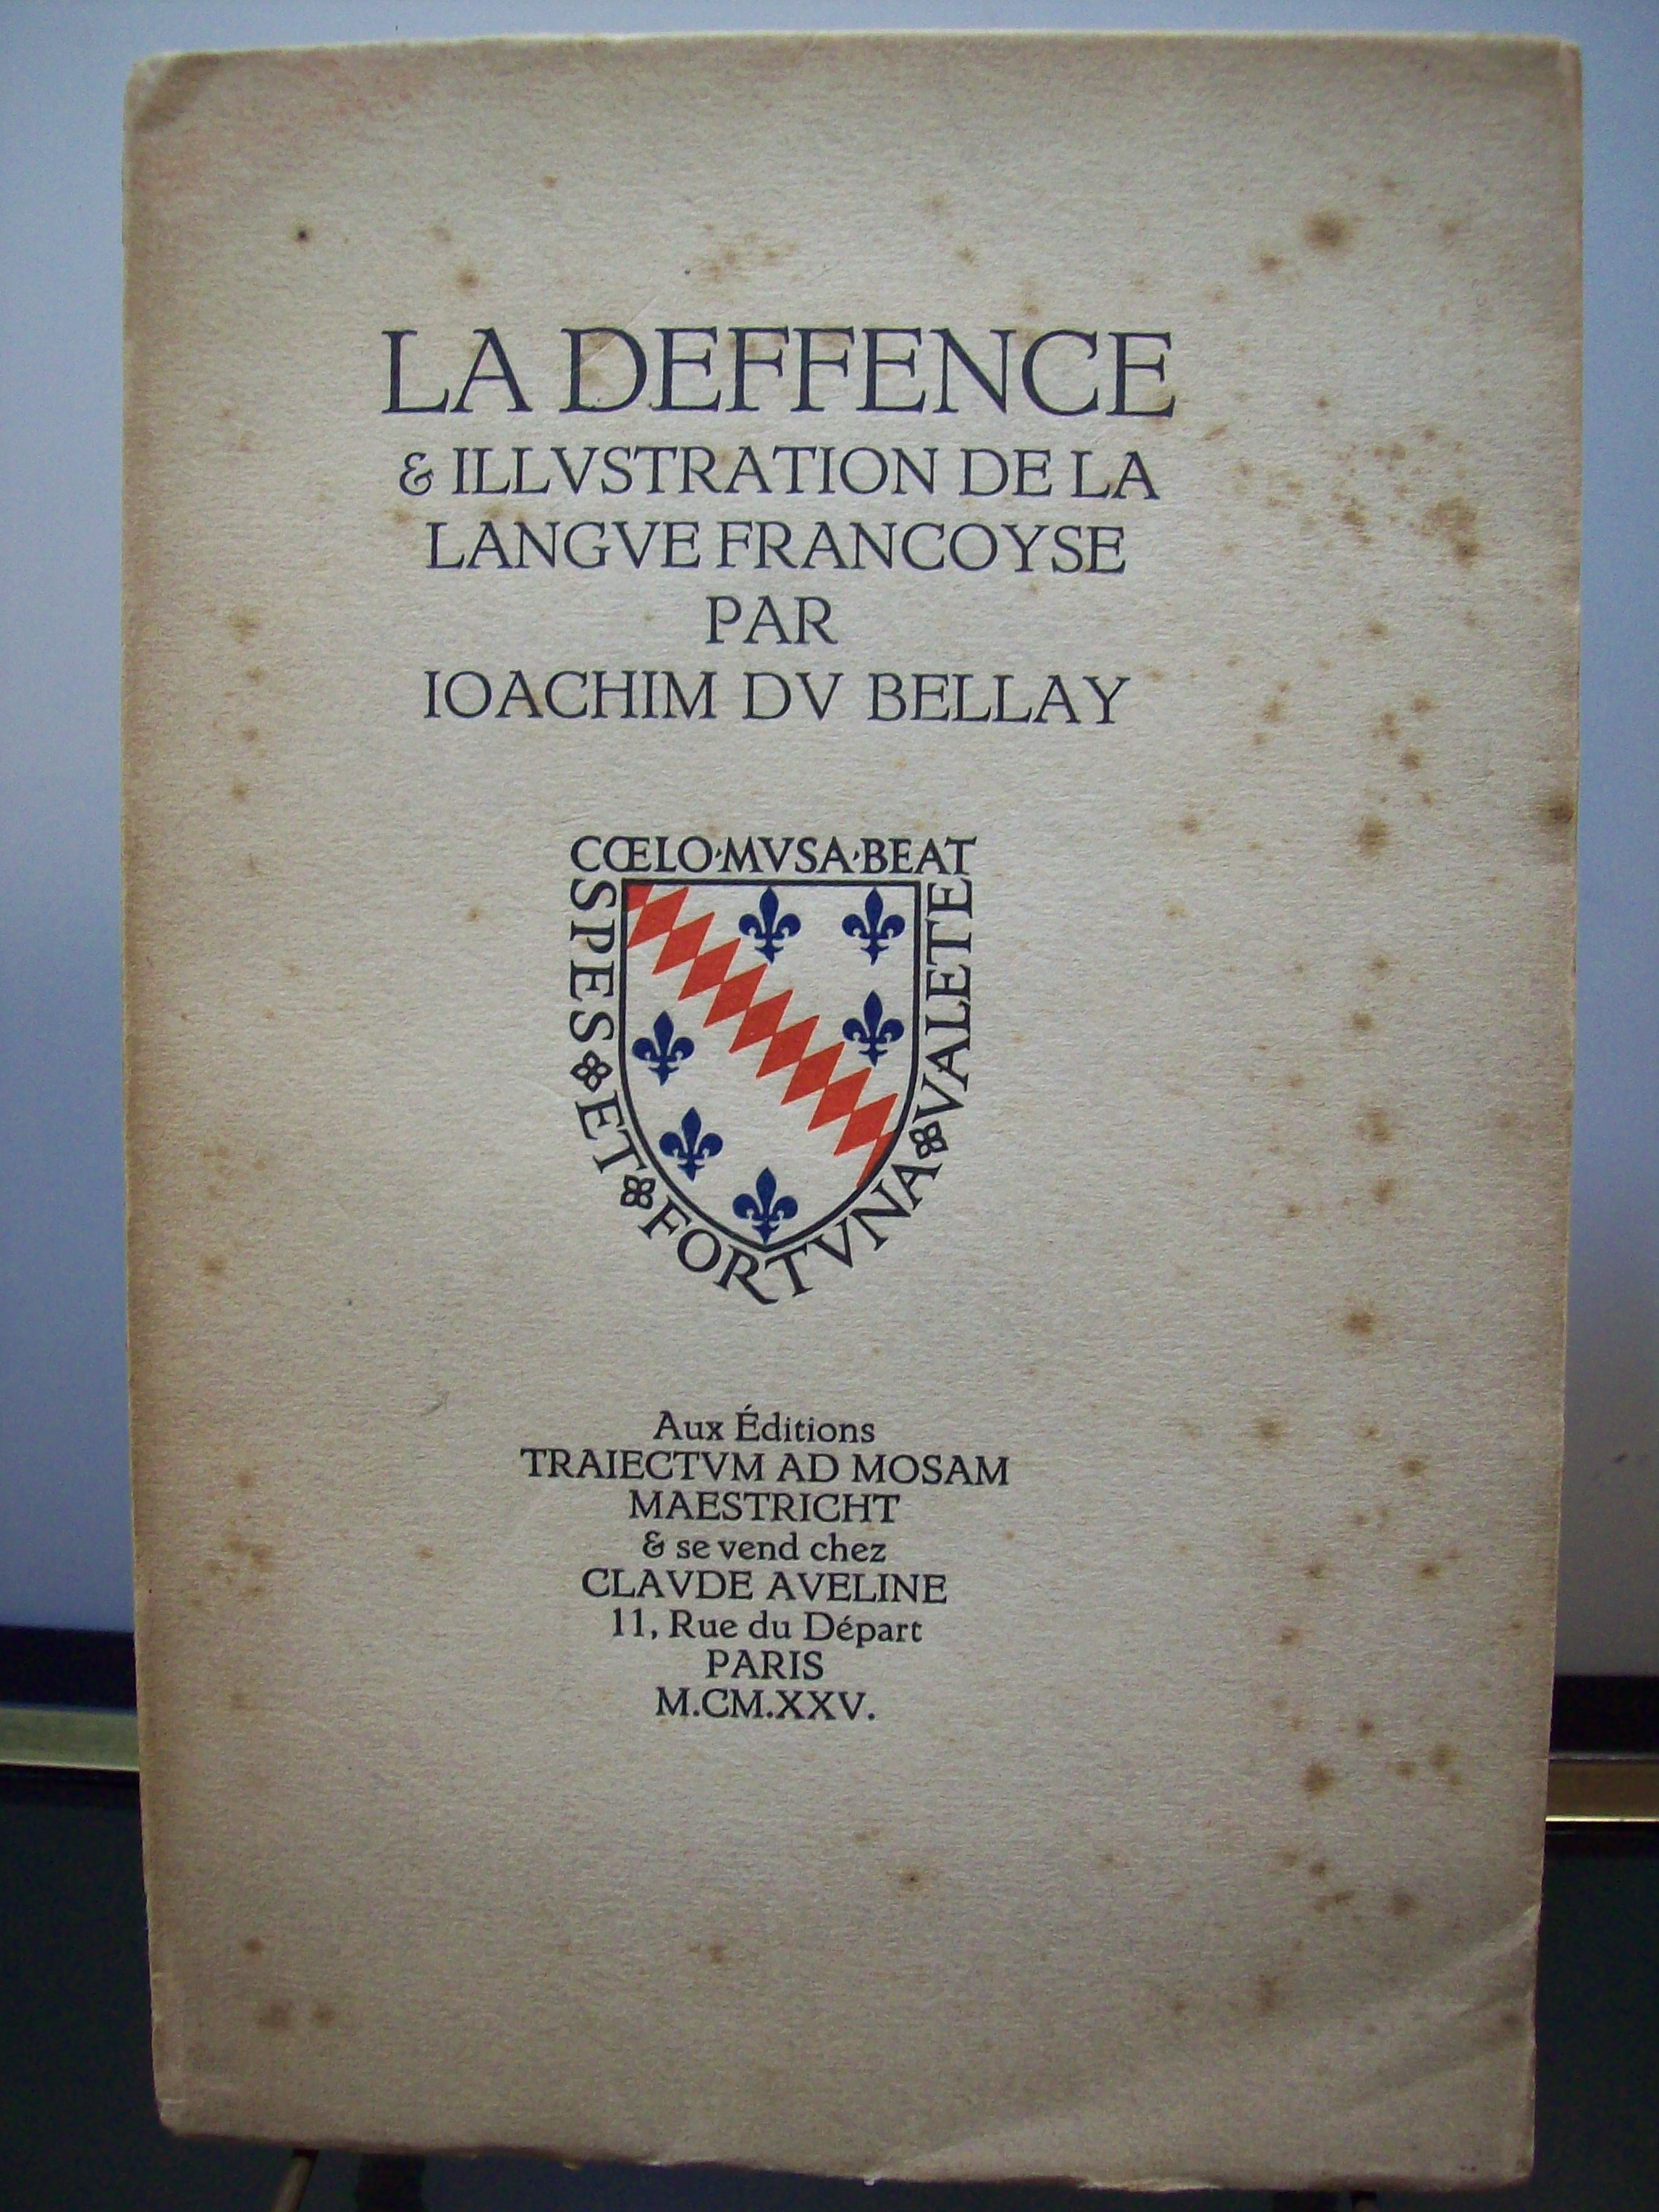 LA DEFFENCE
& ILLVSTRATION DE LA
LANGVE FRANCOYSE
PAR
IOACHIM DV BELLAY
CŒLO·MVSA·BEAT
SPES ET FORTVNA VALETE
Aux Éditions
TRAIECTVM AD MOSAM
MAESTRICHT
& se vend chez
CLAVDE AVELINE
11, Rue du Départ
PARIS
M.CM.XXV.